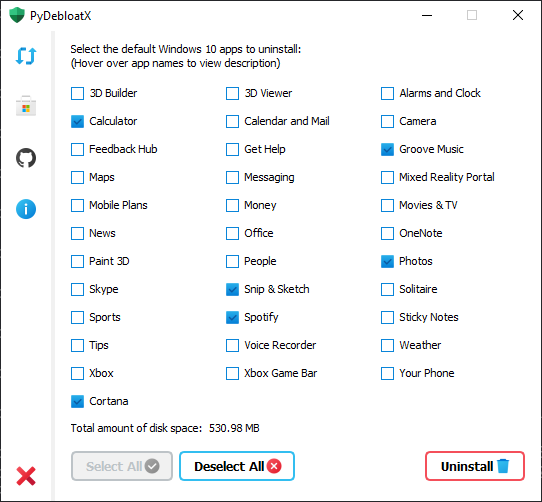 PyDebloatX
Select the default Windows 10 apps to uninstall:
(Hover over app names to view description)
3D Builder 3D Viewer Alarms and Clock
Calculator Calendar and Mail Camera
Feedback Hub Get Help Groove Music
Maps Messaging Mixed Reality Portal
Mobile Plans Money Movies & TV
News Office OneNote
Paint 3D People Photos
Skype Snip & Sketch Solitaire
Sports Spotify Sticky Notes
Tips Voice Recorder Weather
Xbox Xbox Game Bar Your Phone
Cortana
Total amount of disk space: 530.98 MB
Select All Deselect All Uninstall